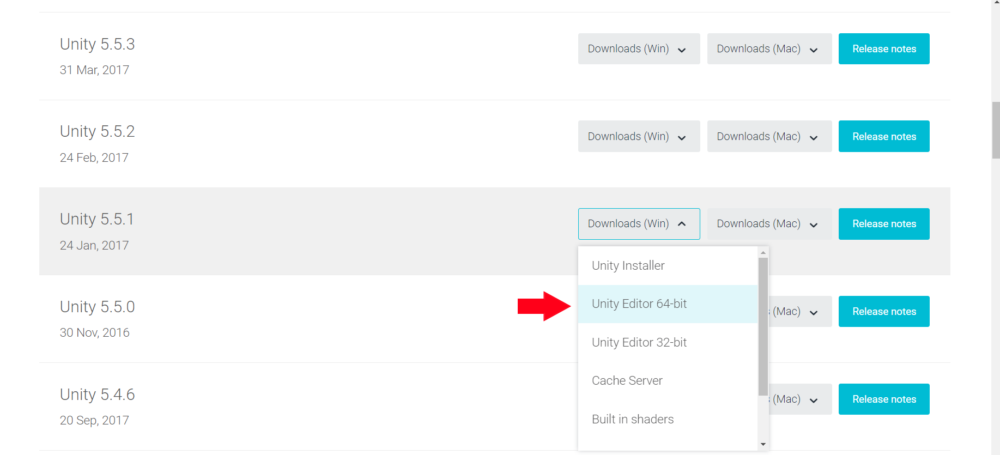 Unity 5.5.3
31 Mar, 2017
Downloads (Win)
Downloads (Mac)
Release notes
Unity 5.5.2
24 Feb, 2017
Downloads (Win)
Downloads (Mac)
Release notes
Unity 5.5.1
24 Jan, 2017
Downloads (Win)
Downloads (Mac)
Release notes
Unity Installer
Unity Editor 64-bit
Unity Editor 32-bit
Cache Server
Built in shaders
Unity 5.5.0
30 Nov, 2016
(Mac)
Release notes
Unity 5.4.6
20 Sep, 2017
(Mac)
Release notes